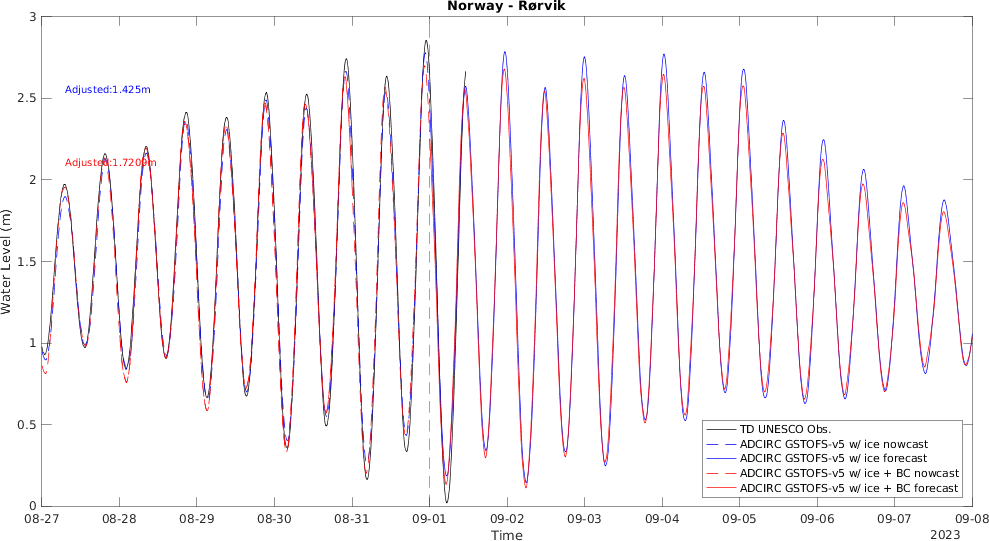 Norway - Rørvik
3
2.5
2
1.5
1
0.5
0
Water Level (m)
Adjusted:1.425m
Adjusted:1.7209m
TD UNESCO Obs.
ADCIRC GSTOFS-v5 w/ ice nowcast
ADCIRC GSTOFS-v5 w/ ice forecast
ADCIRC GSTOFS-v5 w/ ice + BC nowcast
ADCIRC GSTOFS-v5 w/ ice + BC forecast
08-27 08-28 08-29 08-30 08-31 09-01 09-02 09-03 09-04 09-05 09-06 09-07 09-08
Time
2023